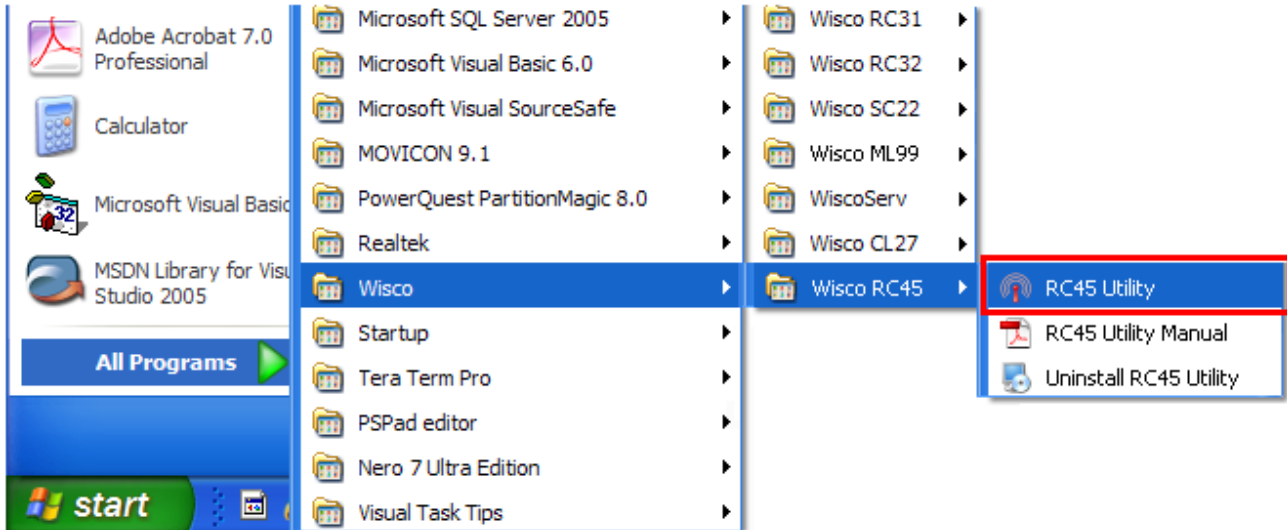 Adobe Acrobat 7.0
Professional
Calculator
Microsoft Visual Basic
MSDN Library for Visu
Studio 2005
All Programs
start
Microsoft SQL Server 2005
Microsoft Visual Basic 6.0
Microsoft Visual SourceSafe
MOVICON 9.1
PowerQuest PartitionMagic 8.0
Realtek
Wisco
Startup
Tera Term Pro
PSPad editor
Nero 7 Ultra Edition
Visual Task Tips
Wisco RC31
Wisco RC32
Wisco SC22
Wisco ML99
WiscoServ
Wisco CL27
Wisco RC45
RC45 Utility
RC45 Utility Manual
Uninstall RC45 Utility